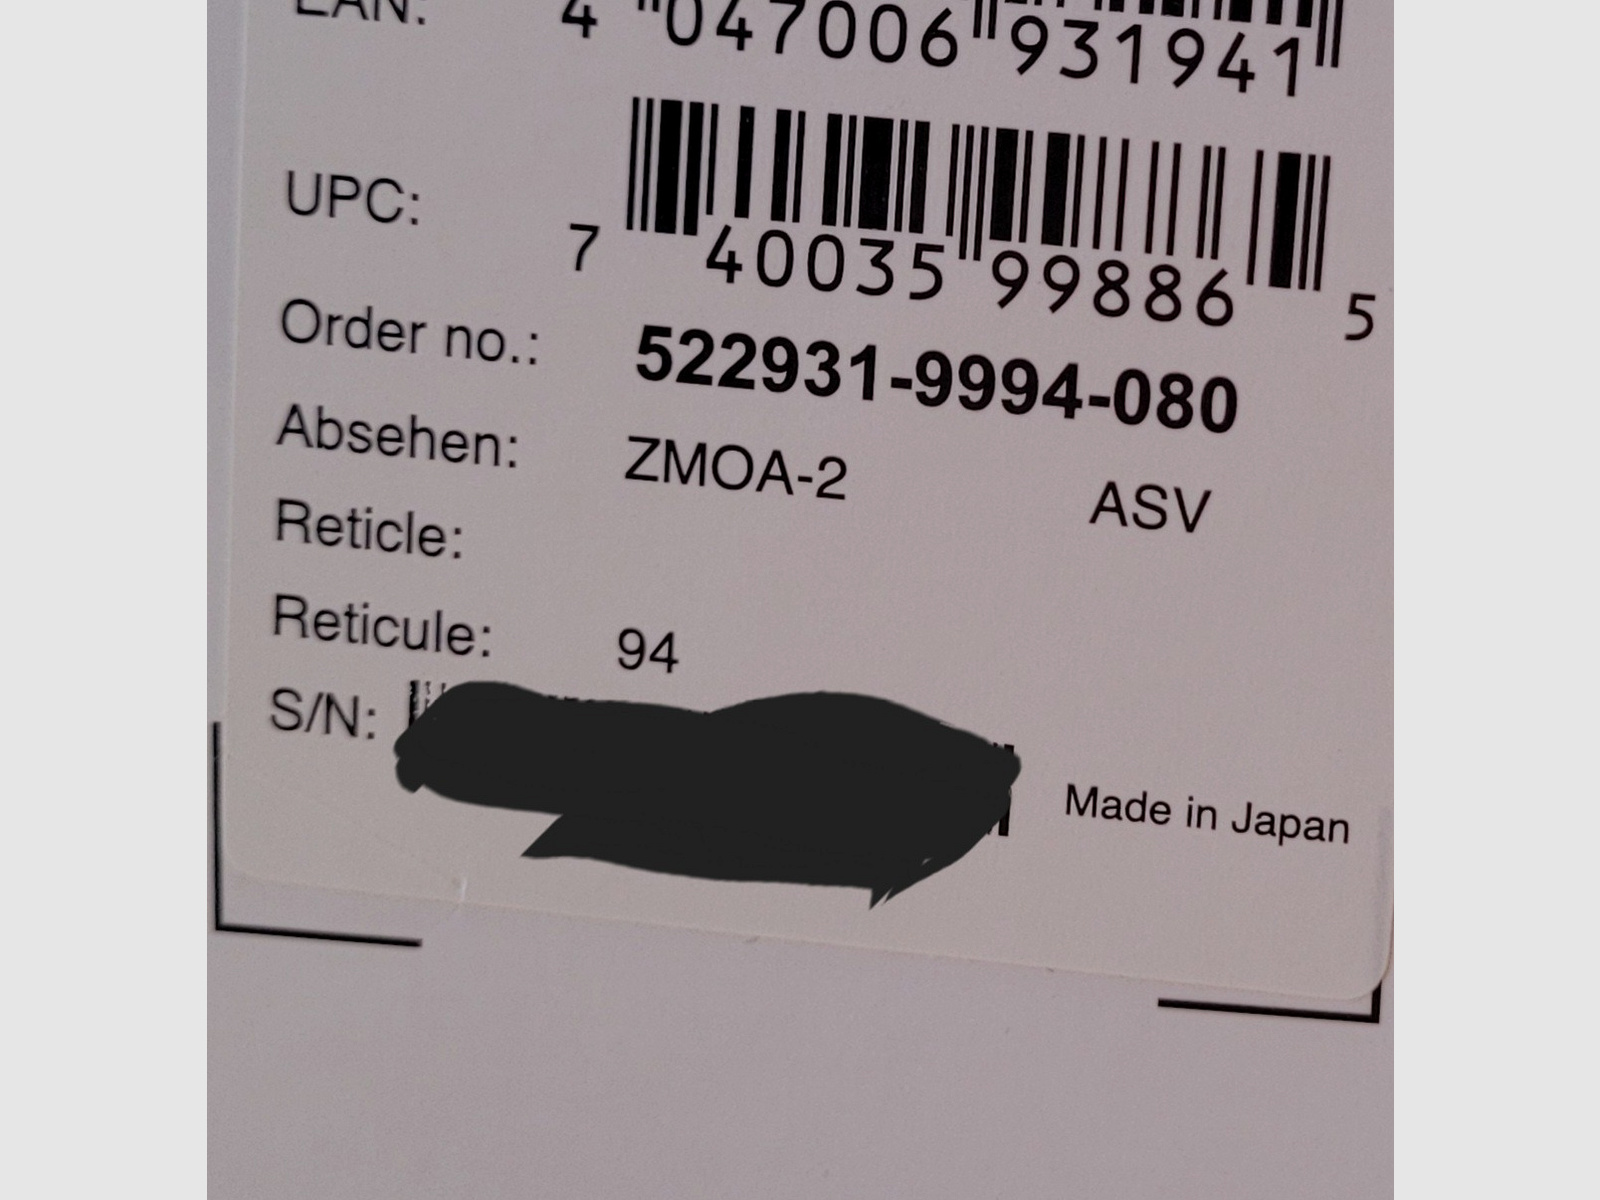 EAN: 4 047006 931941
UPC: 7 40035 99886 5
Order no.: 522931-9994-080
Absehen: ZMOA-2 ASV
Reticle:
Reticule: 94
S/N:
Made in Japan